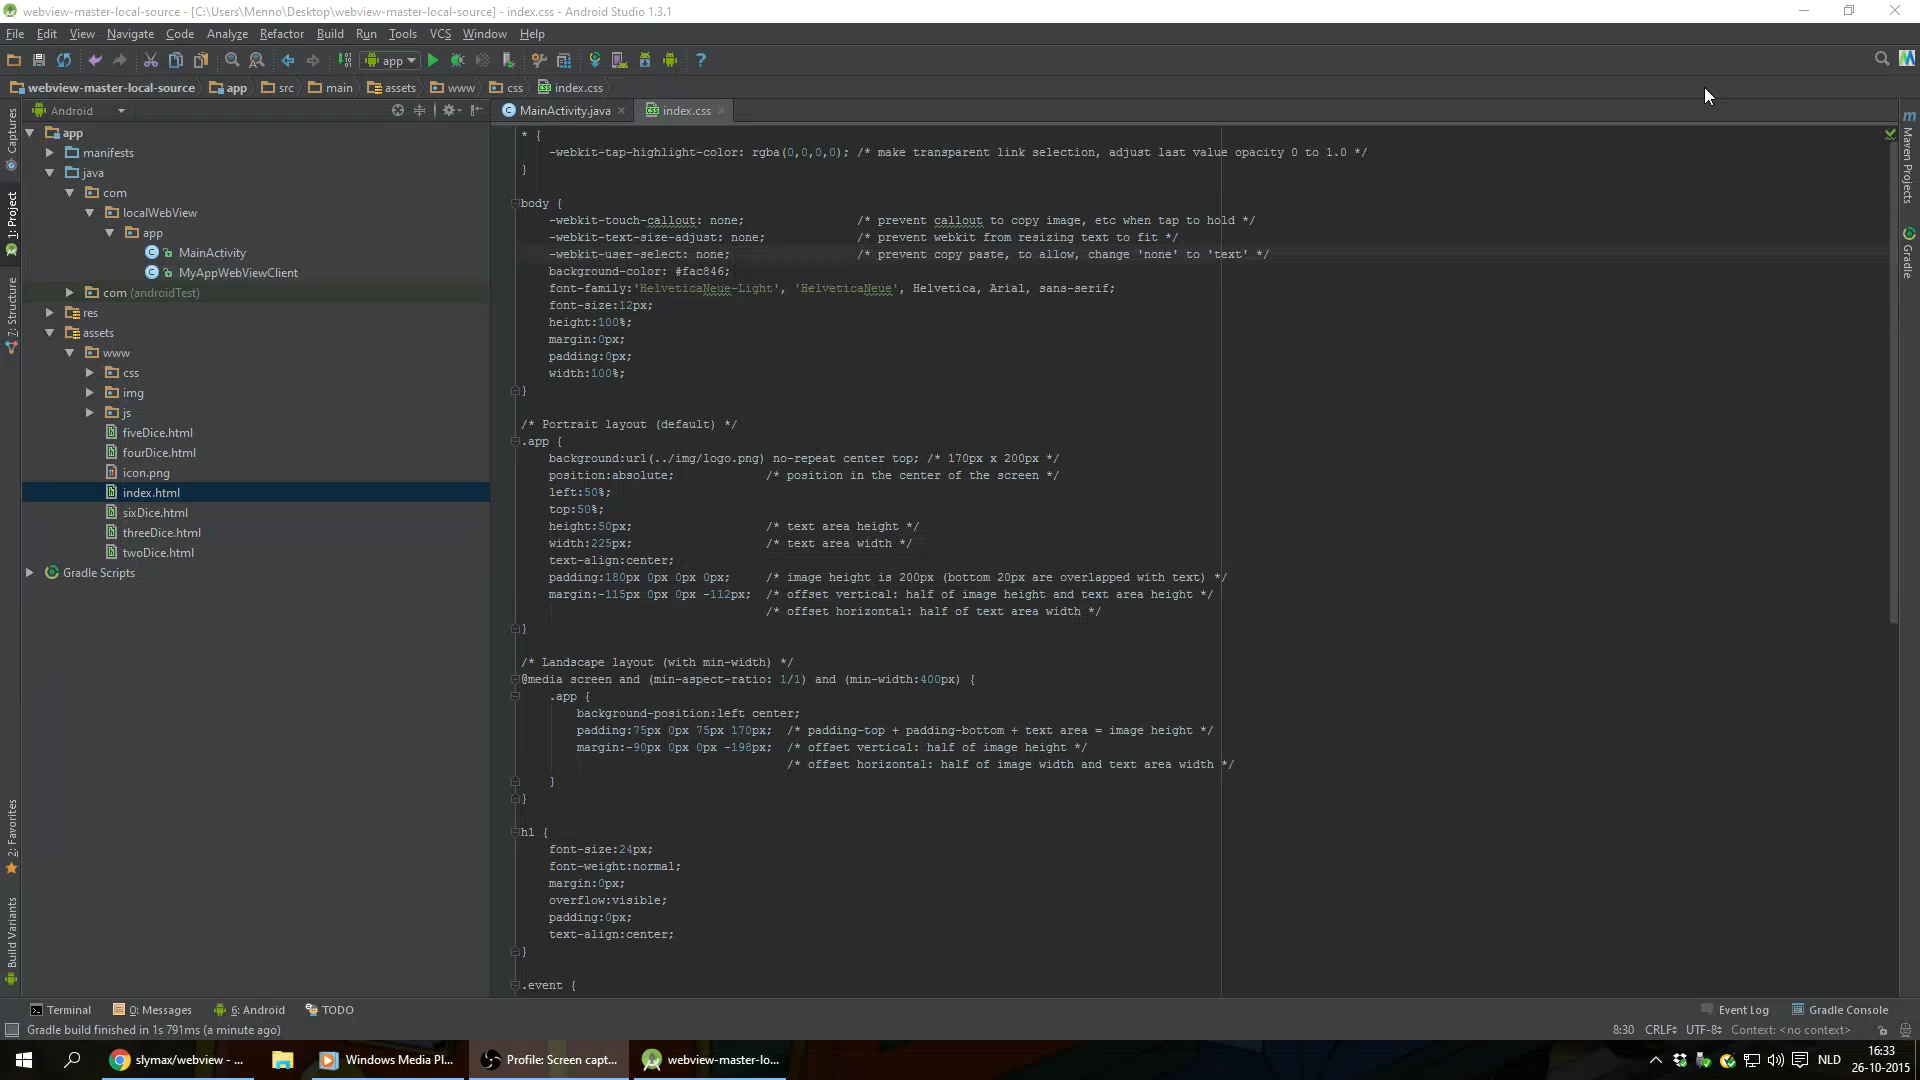 webview-master-local-source - [C:\Users\Menno\Desktop\webview-master-local-source] - index.css - Android Studio 1.3.1
File Edit View Navigate Code Analyze Refactor Build Run Tools VCS Window Help
app
webview-master-local-source app src main assets www css index.css
Android
MainActivity.java index.css
Captures
1: Project
7: Structure
2: Favorites
Build Variants
app
manifests
java
com
localWebView
app
MainActivity
MyAppWebViewClient
com (androidTest)
res
assets
www
css
img
js
fiveDice.html
fourDice.html
icon.png
index.html
sixDice.html
threeDice.html
twoDice.html
Gradle Scripts
* {
-webkit-tap-highlight-color: rgba(0,0,0,0); /* make transparent link selection, adjust last value opacity 0 to 1.0 */
}
body {
-webkit-touch-callout: none; /* prevent callout to copy image, etc when tap to hold */
-webkit-text-size-adjust: none; /* prevent webkit from resizing text to fit */
-webkit-user-select: none; /* prevent copy paste, to allow, change 'none' to 'text' */
background-color: #fac846;
font-family:'HelveticaNeue-Light', 'HelveticaNeue', Helvetica, Arial, sans-serif;
font-size:12px;
height:100%;
margin:0px;
padding:0px;
width:100%;
}
/* Portrait layout (default) */
.app {
background:url(../img/logo.png) no-repeat center top; /* 170px x 200px */
position:absolute; /* position in the center of the screen */
left:50%;
top:50%;
height:50px; /* text area height */
width:225px; /* text area width */
text-align:center;
padding:180px 0px 0px 0px; /* image height is 200px (bottom 20px are overlapped with text) */
margin:-115px 0px 0px -112px; /* offset vertical: half of image height and text area height */
/* offset horizontal: half of text area width */
}
/* Landscape layout (with min-width) */
@media screen and (min-aspect-ratio: 1/1) and (min-width:400px) {
.app {
background-position:left center;
padding:75px 0px 75px 170px; /* padding-top + padding-bottom + text area = image height */
margin:-90px 0px 0px -198px; /* offset vertical: half of image height */
/* offset horizontal: half of image width and text area width */
}
}
h1 {
font-size:24px;
font-weight:normal;
margin:0px;
overflow:visible;
padding:0px;
text-align:center;
}
.event {
m
Maven Projects
Gradle
Terminal 0: Messages 6: Android TODO Event Log Gradle Console
Gradle build finished in 1s 791ms (a minute ago) 8:30 CRLF UTF-8 Context: <no context>
slymax/webview - ... Windows Media Pl... Profile: Screen capt... webview-master-lo... NLD 16:33
26-10-2015